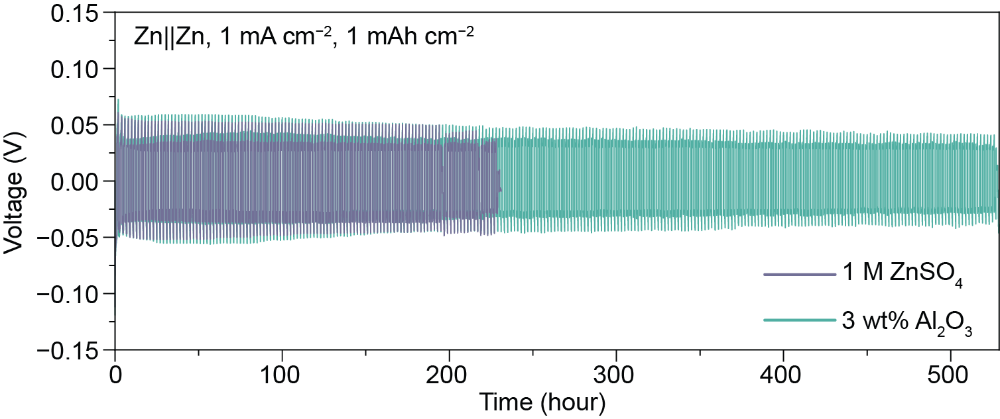 Zn||Zn, 1 mA cm⁻², 1 mAh cm⁻²
0.15
0.10
0.05
0.00
−0.05
−0.10
−0.15
Voltage (V)
1 M ZnSO₄
3 wt% Al₂O₃
0 100 200 300 400 500
Time (hour)